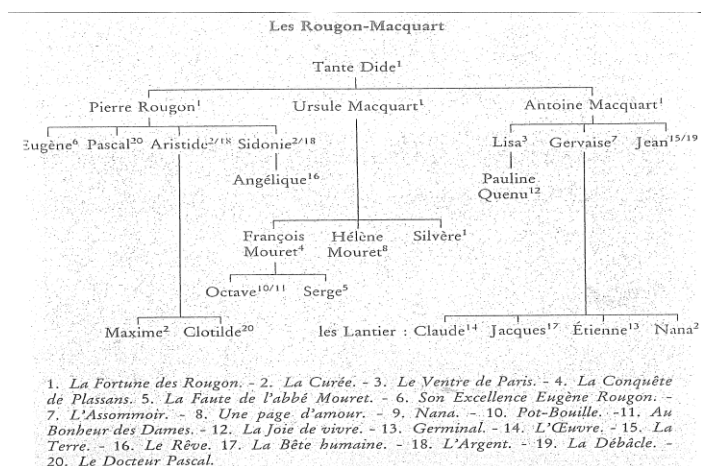 Les Rougon-Macquart
Tante Dide¹
Pierre Rougon¹ Ursule Macquart¹ Antoine Macquart¹
Eugène⁶ Pascal²⁰ Aristide²/¹⁸ Sidonie²/¹⁸ Lisa³ Gervaise⁷ Jean¹⁵/¹⁹
Angélique¹⁶ Pauline
Quenu¹²
François Hélène Silvère¹
Mouret⁴ Mouret⁸
Octave¹⁰/¹¹ Serge⁵
Maxime² Clotilde²⁰ les Lantier : Claude¹⁴ Jacques¹⁷ Étienne¹³ Nana²
1. La Fortune des Rougon. - 2. La Curée. - 3. Le Ventre de Paris. - 4. La Conquête
de Plassans. 5. La Faute de l'abbé Mouret. - 6. Son Excellence Eugène Rougon. -
7. L'Assommoir. - 8. Une page d'amour. - 9. Nana. - 10. Pot-Bouille. -11. Au
Bonheur des Dames. - 12. La Joie de vivre. - 13. Germinal. - 14. L'Œuvre. - 15. La
Terre. - 16. Le Rêve. 17. La Bête humaine. - 18. L'Argent. - 19. La Débâcle. -
20. Le Docteur Pascal.